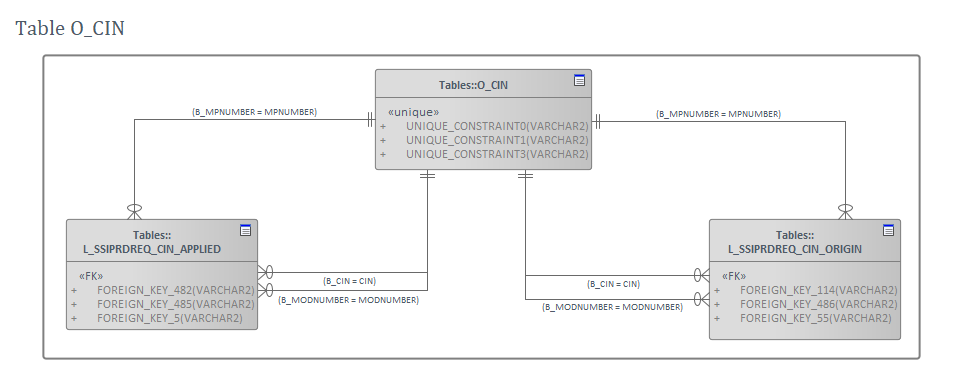 Table O_CIN
Tables::O_CIN
«unique»
+ UNIQUE_CONSTRAINT0(VARCHAR2)
+ UNIQUE_CONSTRAINT1(VARCHAR2)
+ UNIQUE_CONSTRAINT3(VARCHAR2)
(B_MPNUMBER = MPNUMBER)
(B_MPNUMBER = MPNUMBER)
Tables::
L_SSIPRDREQ_CIN_APPLIED
«FK»
+ FOREIGN_KEY_482(VARCHAR2)
+ FOREIGN_KEY_485(VARCHAR2)
+ FOREIGN_KEY_5(VARCHAR2)
(B_CIN = CIN)
(B_MODNUMBER = MODNUMBER)
(B_CIN = CIN)
(B_MODNUMBER = MODNUMBER)
Tables::
L_SSIPRDREQ_CIN_ORIGIN
«FK»
+ FOREIGN_KEY_114(VARCHAR2)
+ FOREIGN_KEY_486(VARCHAR2)
+ FOREIGN_KEY_55(VARCHAR2)